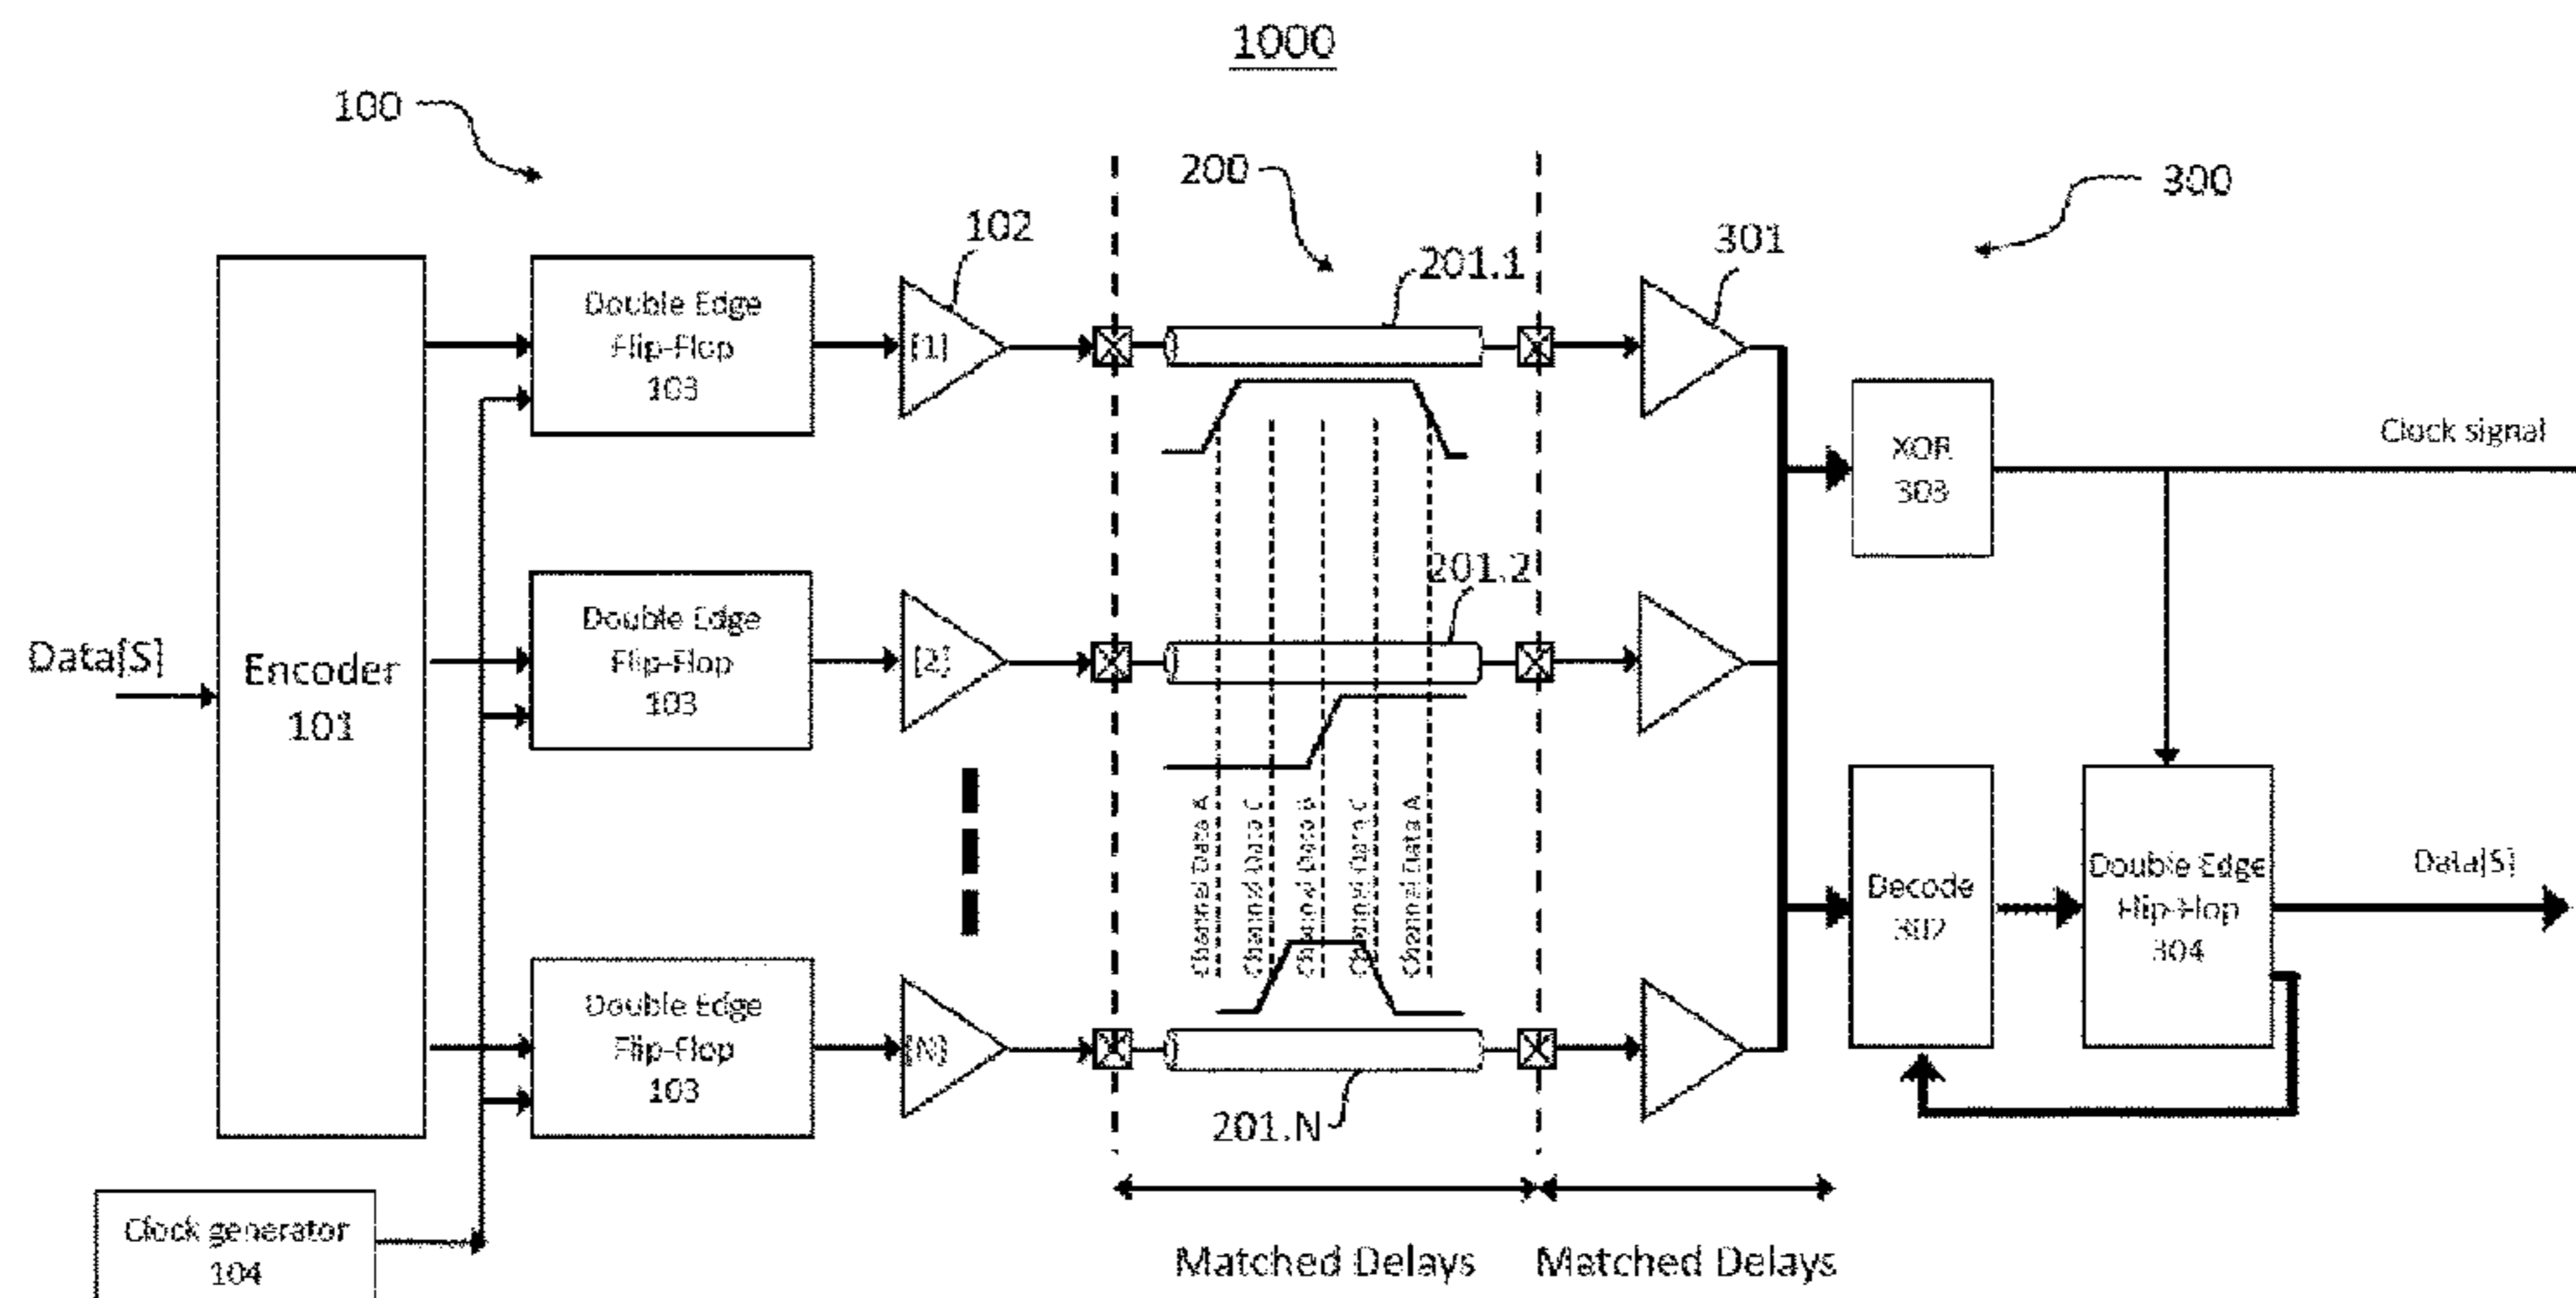 1000
100
200
300
102
201.1
301
Double Edge
Flip-Flop
103
[1]
XOR
303
Clock signal
Data[S]
Encoder
101
Double Edge
Flip-Flop
103
[2]
201.2
Channel Data A
Channel Data C
Channel Data B
Channel Data C
Channel Data A
Decode
302
Double Edge
Flip-Flop
304
Data[S]
Double Edge
Flip-Flop
103
[N]
201.N
Clock generator
104
Matched Delays
Matched Delays